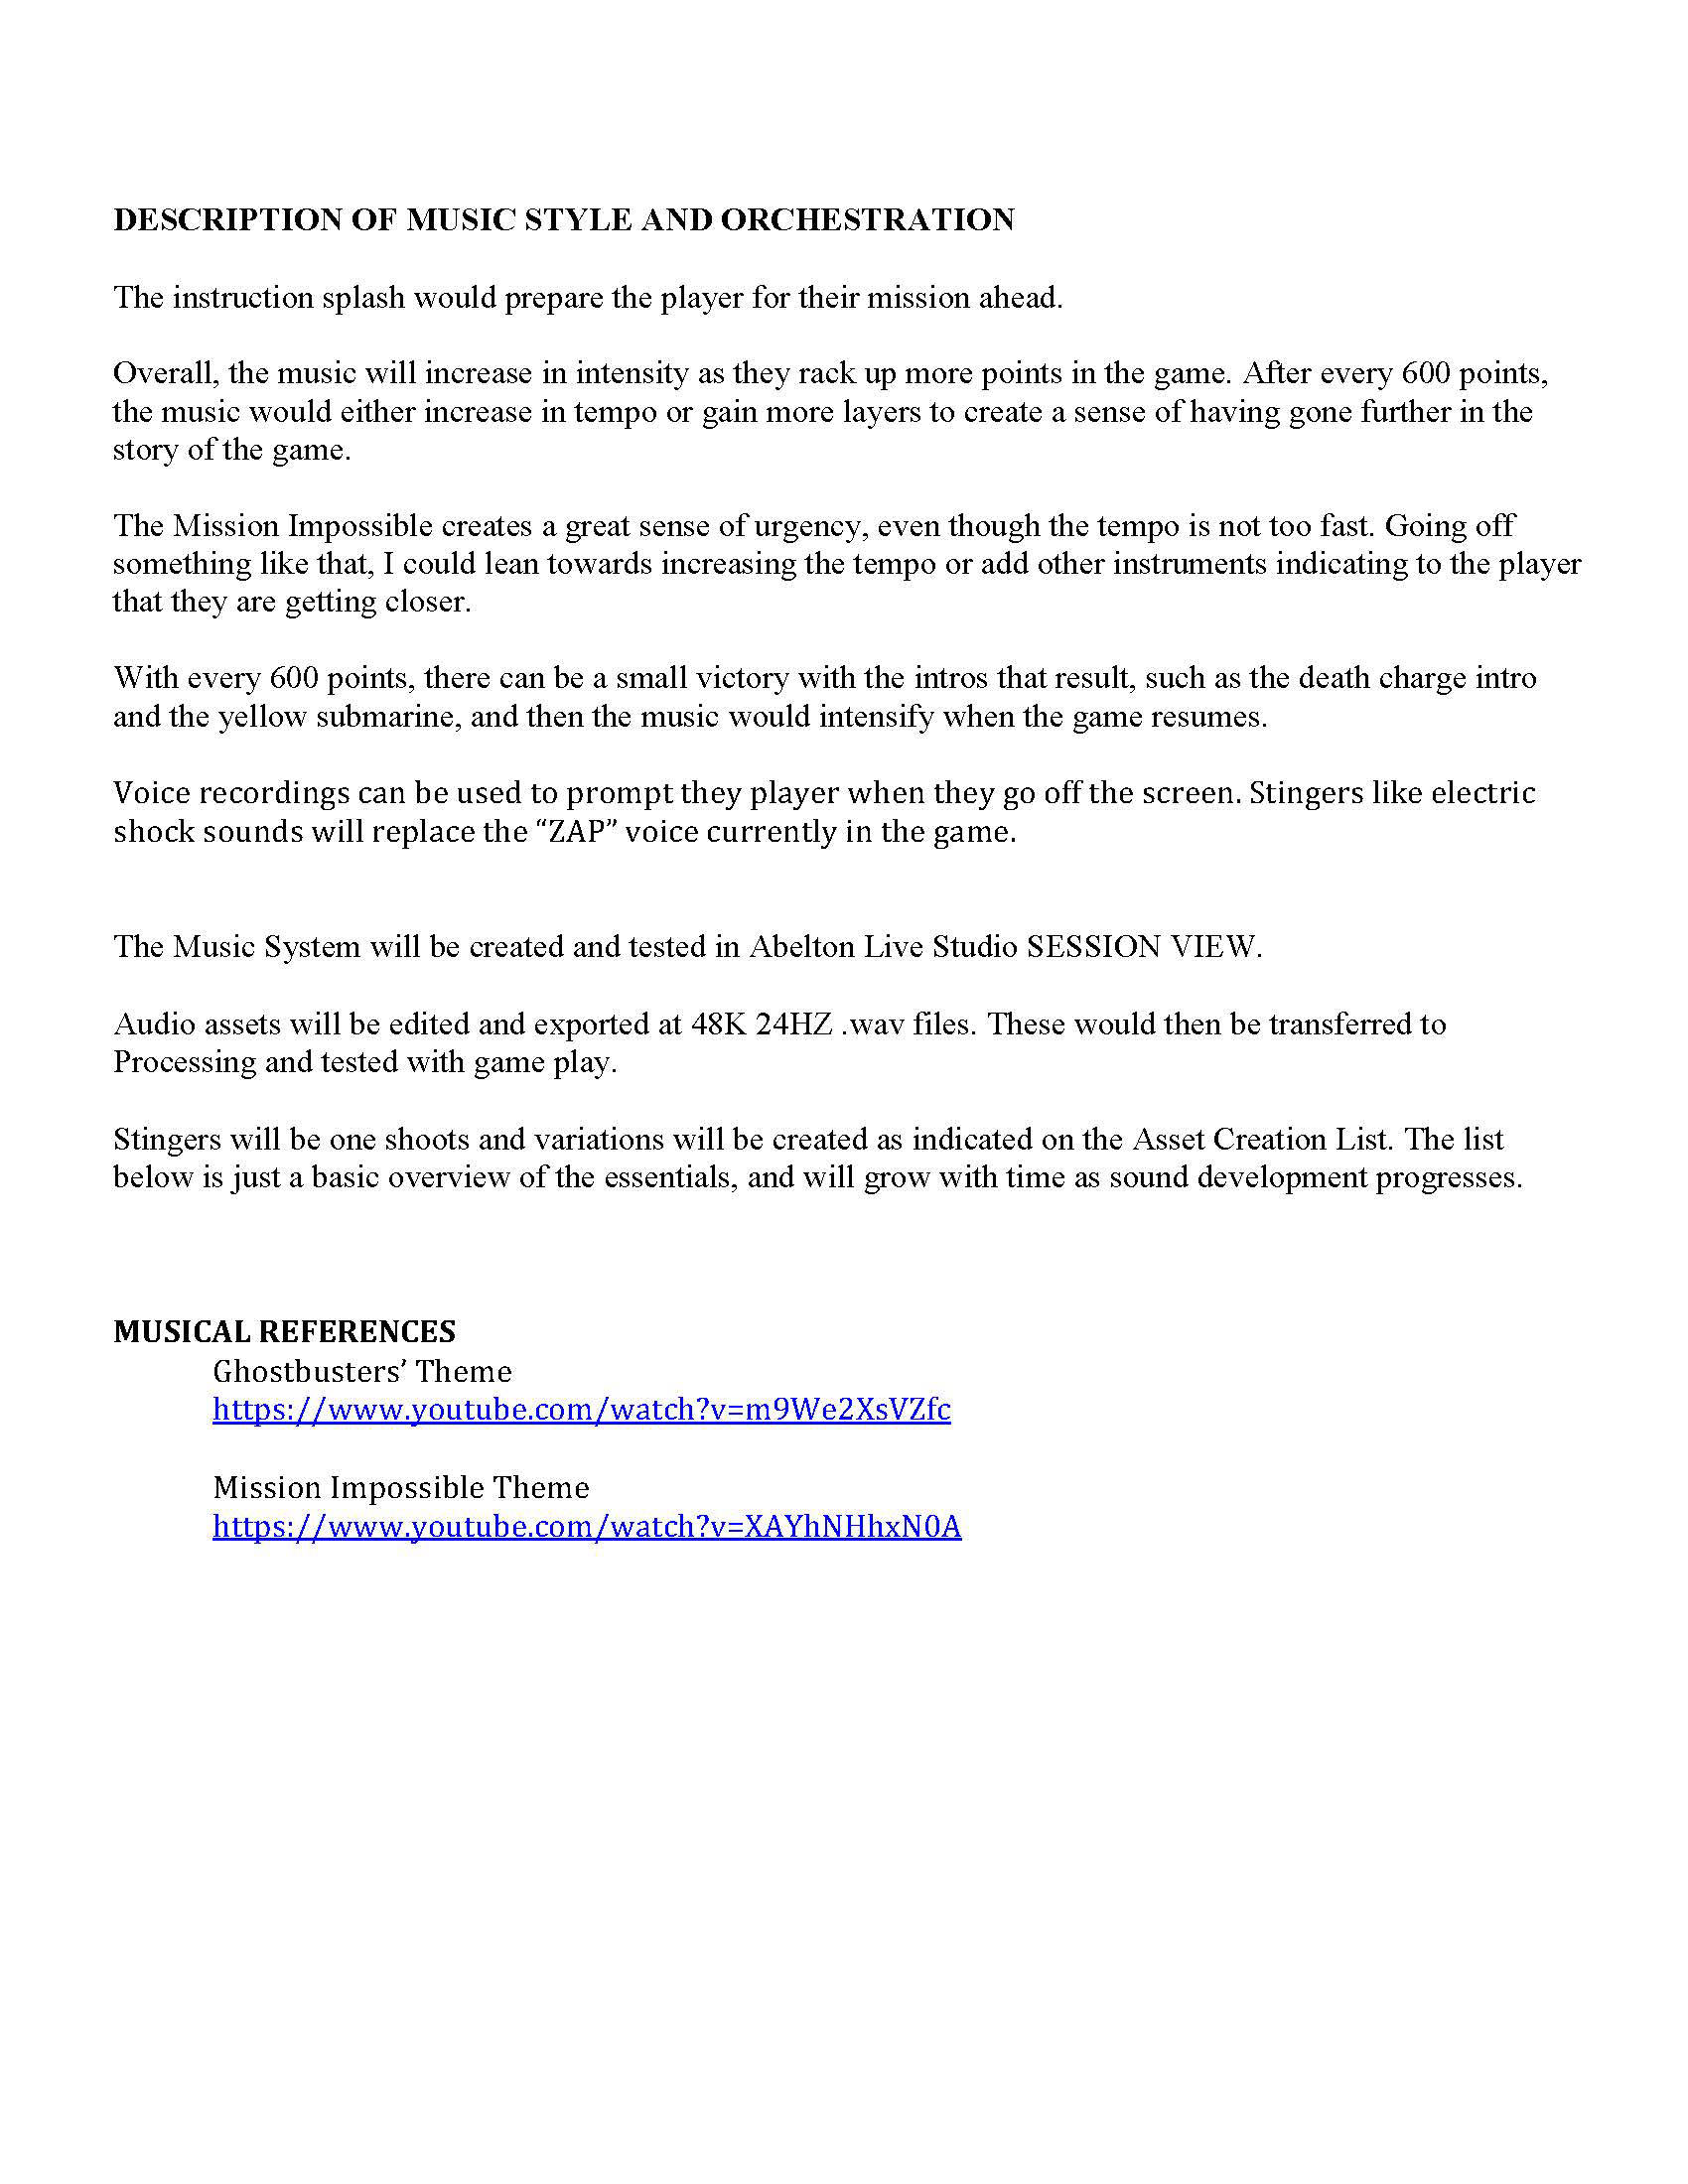 DESCRIPTION OF MUSIC STYLE AND ORCHESTRATION
The instruction splash would prepare the player for their mission ahead.
Overall, the music will increase in intensity as they rack up more points in the game. After every 600 points,
the music would either increase in tempo or gain more layers to create a sense of having gone further in the
story of the game.
The Mission Impossible creates a great sense of urgency, even though the tempo is not too fast. Going off
something like that, I could lean towards increasing the tempo or add other instruments indicating to the player
that they are getting closer.
With every 600 points, there can be a small victory with the intros that result, such as the death charge intro
and the yellow submarine, and then the music would intensify when the game resumes.
Voice recordings can be used to prompt they player when they go off the screen. Stingers like electric
shock sounds will replace the “ZAP” voice currently in the game.
The Music System will be created and tested in Abelton Live Studio SESSION VIEW.
Audio assets will be edited and exported at 48K 24HZ .wav files. These would then be transferred to
Processing and tested with game play.
Stingers will be one shoots and variations will be created as indicated on the Asset Creation List. The list
below is just a basic overview of the essentials, and will grow with time as sound development progresses.
MUSICAL REFERENCES
Ghostbusters’ Theme
https://www.youtube.com/watch?v=m9We2XsVZfc
Mission Impossible Theme
https://www.youtube.com/watch?v=XAYhNHhxN0A